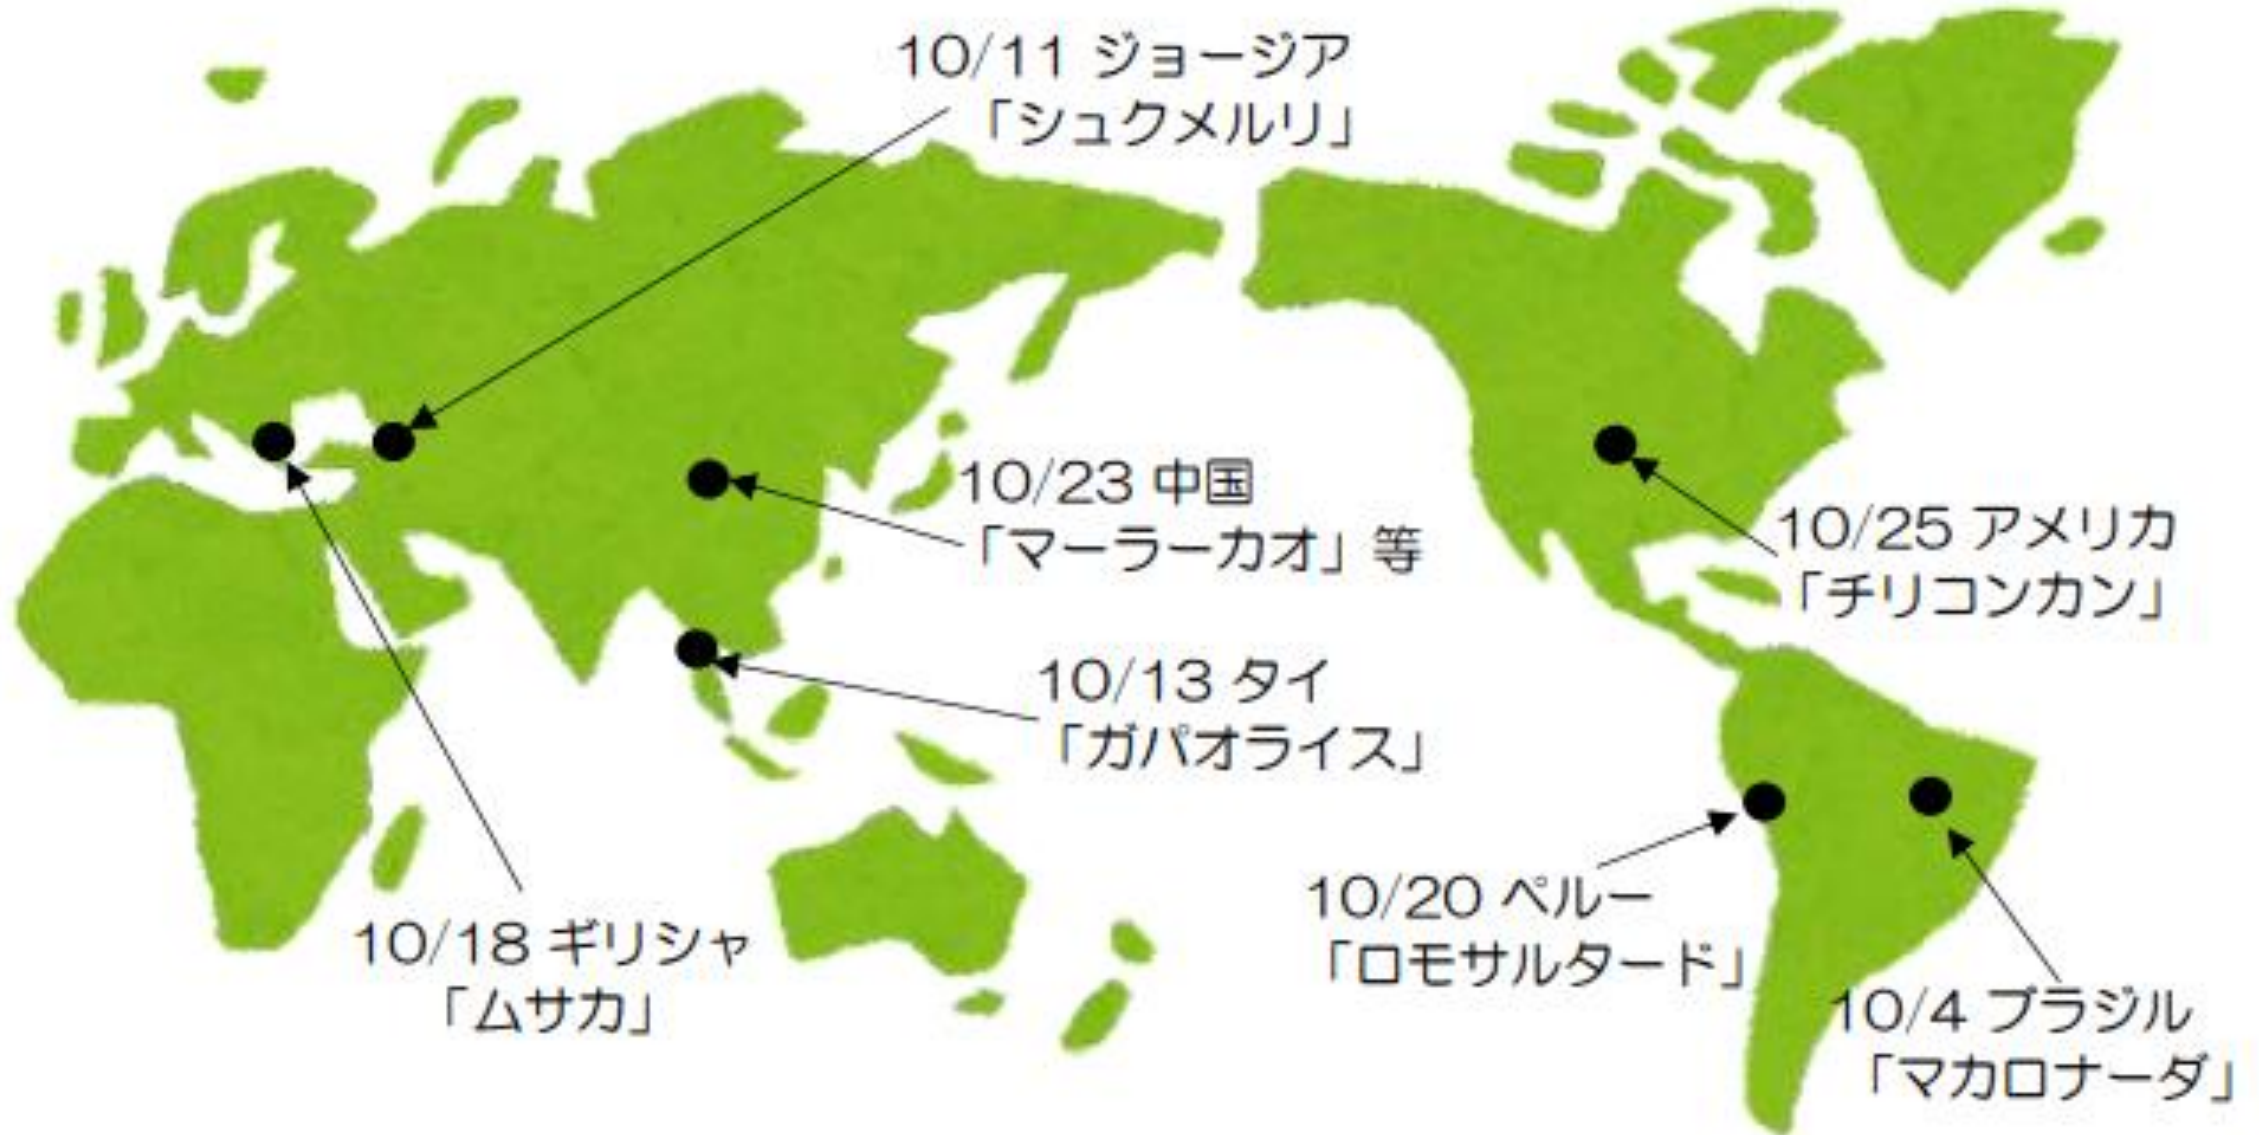 10/11 ジョージア
「シュクメルリ」
10/23 中国
「マーラーカオ」等
10/25 アメリカ
「チリコンカン」
10/13 タイ
「ガパオライス」
10/20 ペルー
「ロモサルタード」
10/18 ギリシャ
「ムサカ」
10/4 ブラジル
「マカロナーダ」